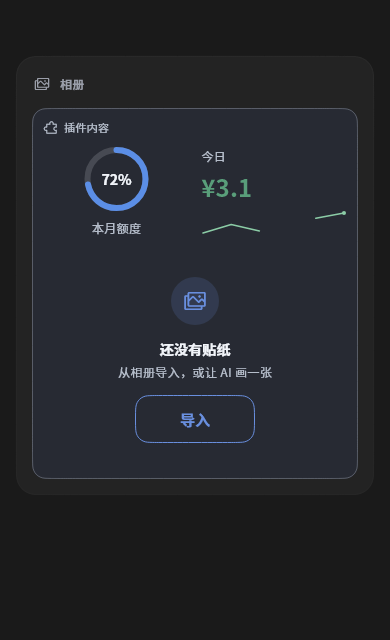 相册
插件内容
72%
本月额度
今日
¥3.1
还没有贴纸
从相册导入，或让 AI 画一张
导入